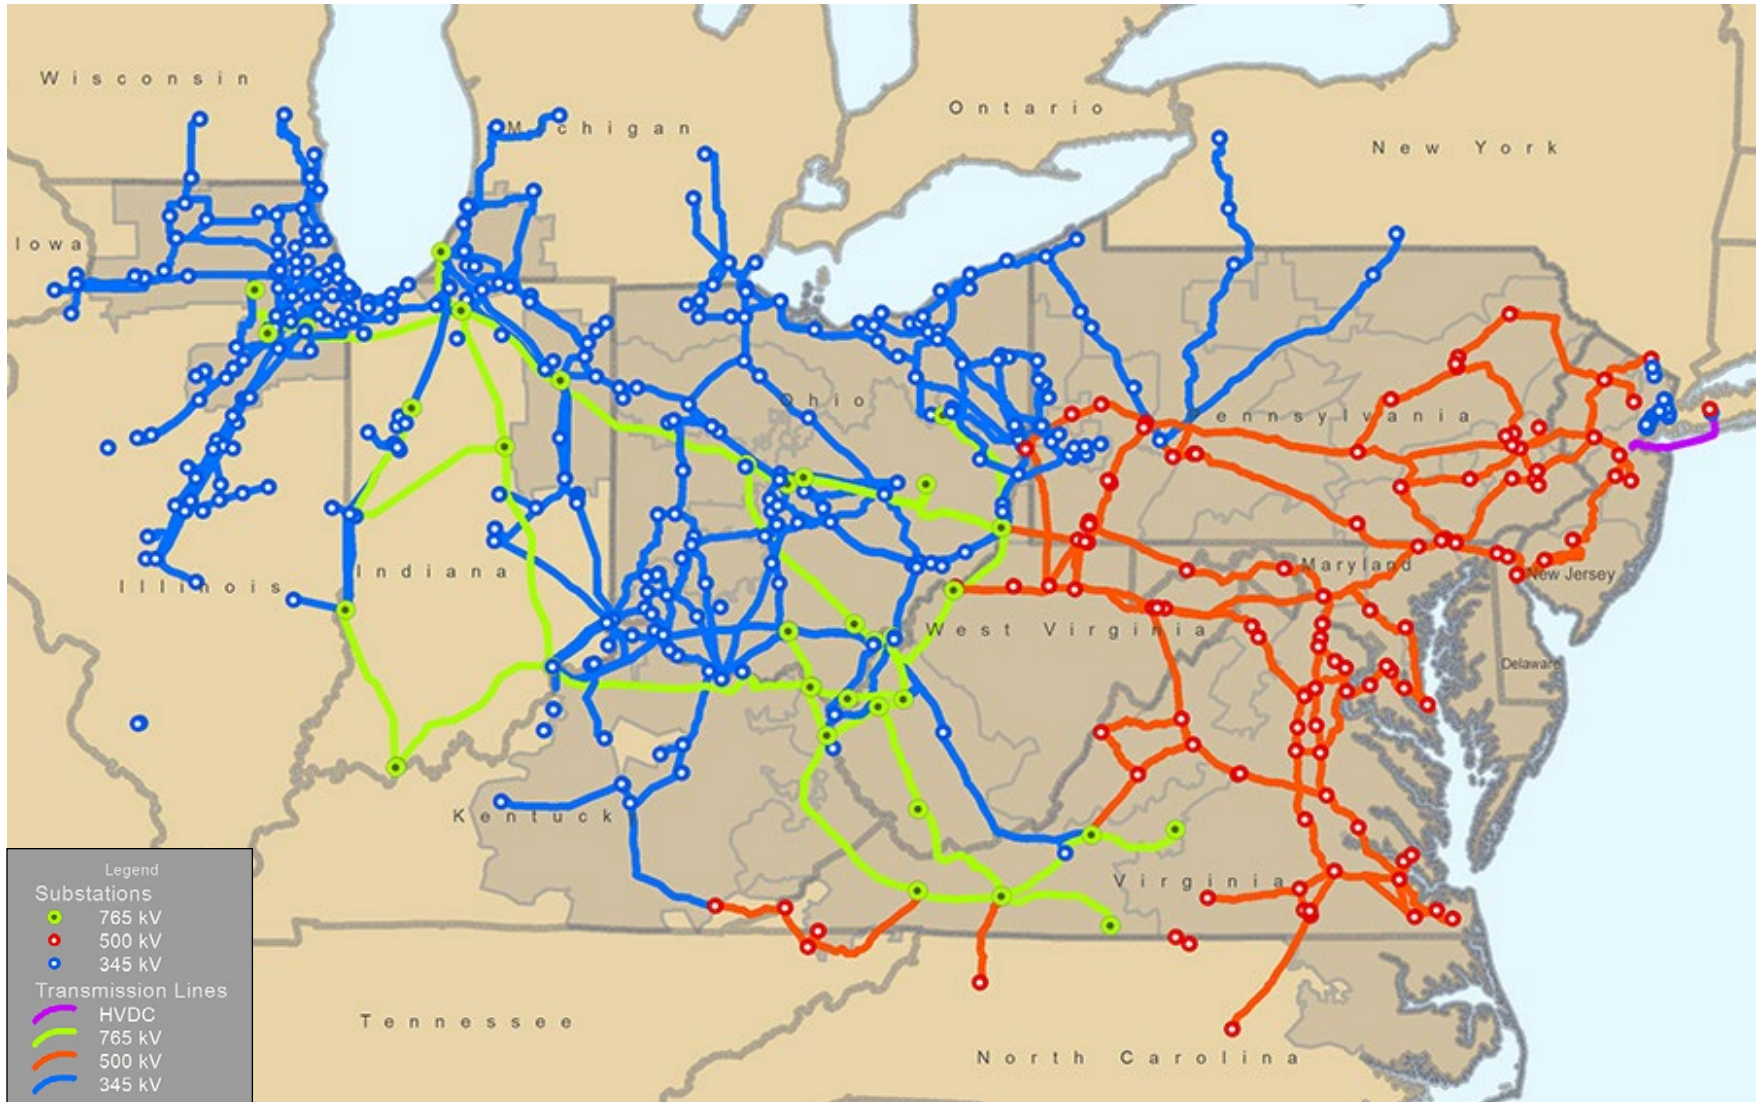 Wisconsin
Michigan
Ontario
New York
Iowa
Ohio
Pennsylvania
Illinois
Indiana
Maryland
New Jersey
West Virginia
Delaware
Kentucky
Virginia
Tennessee
North Carolina
Legend
Substations
765 kV
500 kV
345 kV
Transmission Lines
HVDC
765 kV
500 kV
345 kV